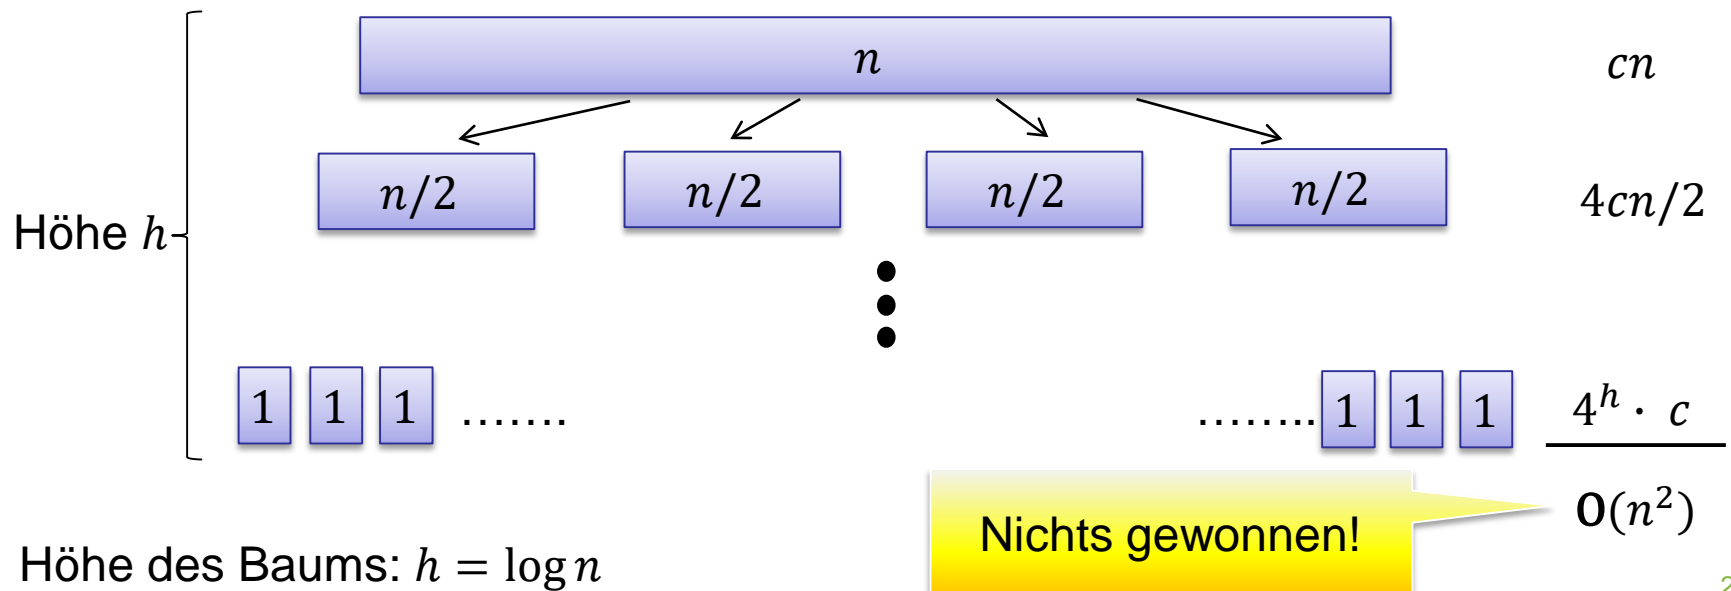 n cn
n/2 n/2 n/2 n/2 4cn/2
Höhe h
1 1 1 ....... ........ 1 1 1 4^h · c
O(n²)
Nichts gewonnen!
Höhe des Baums: h = log n
2